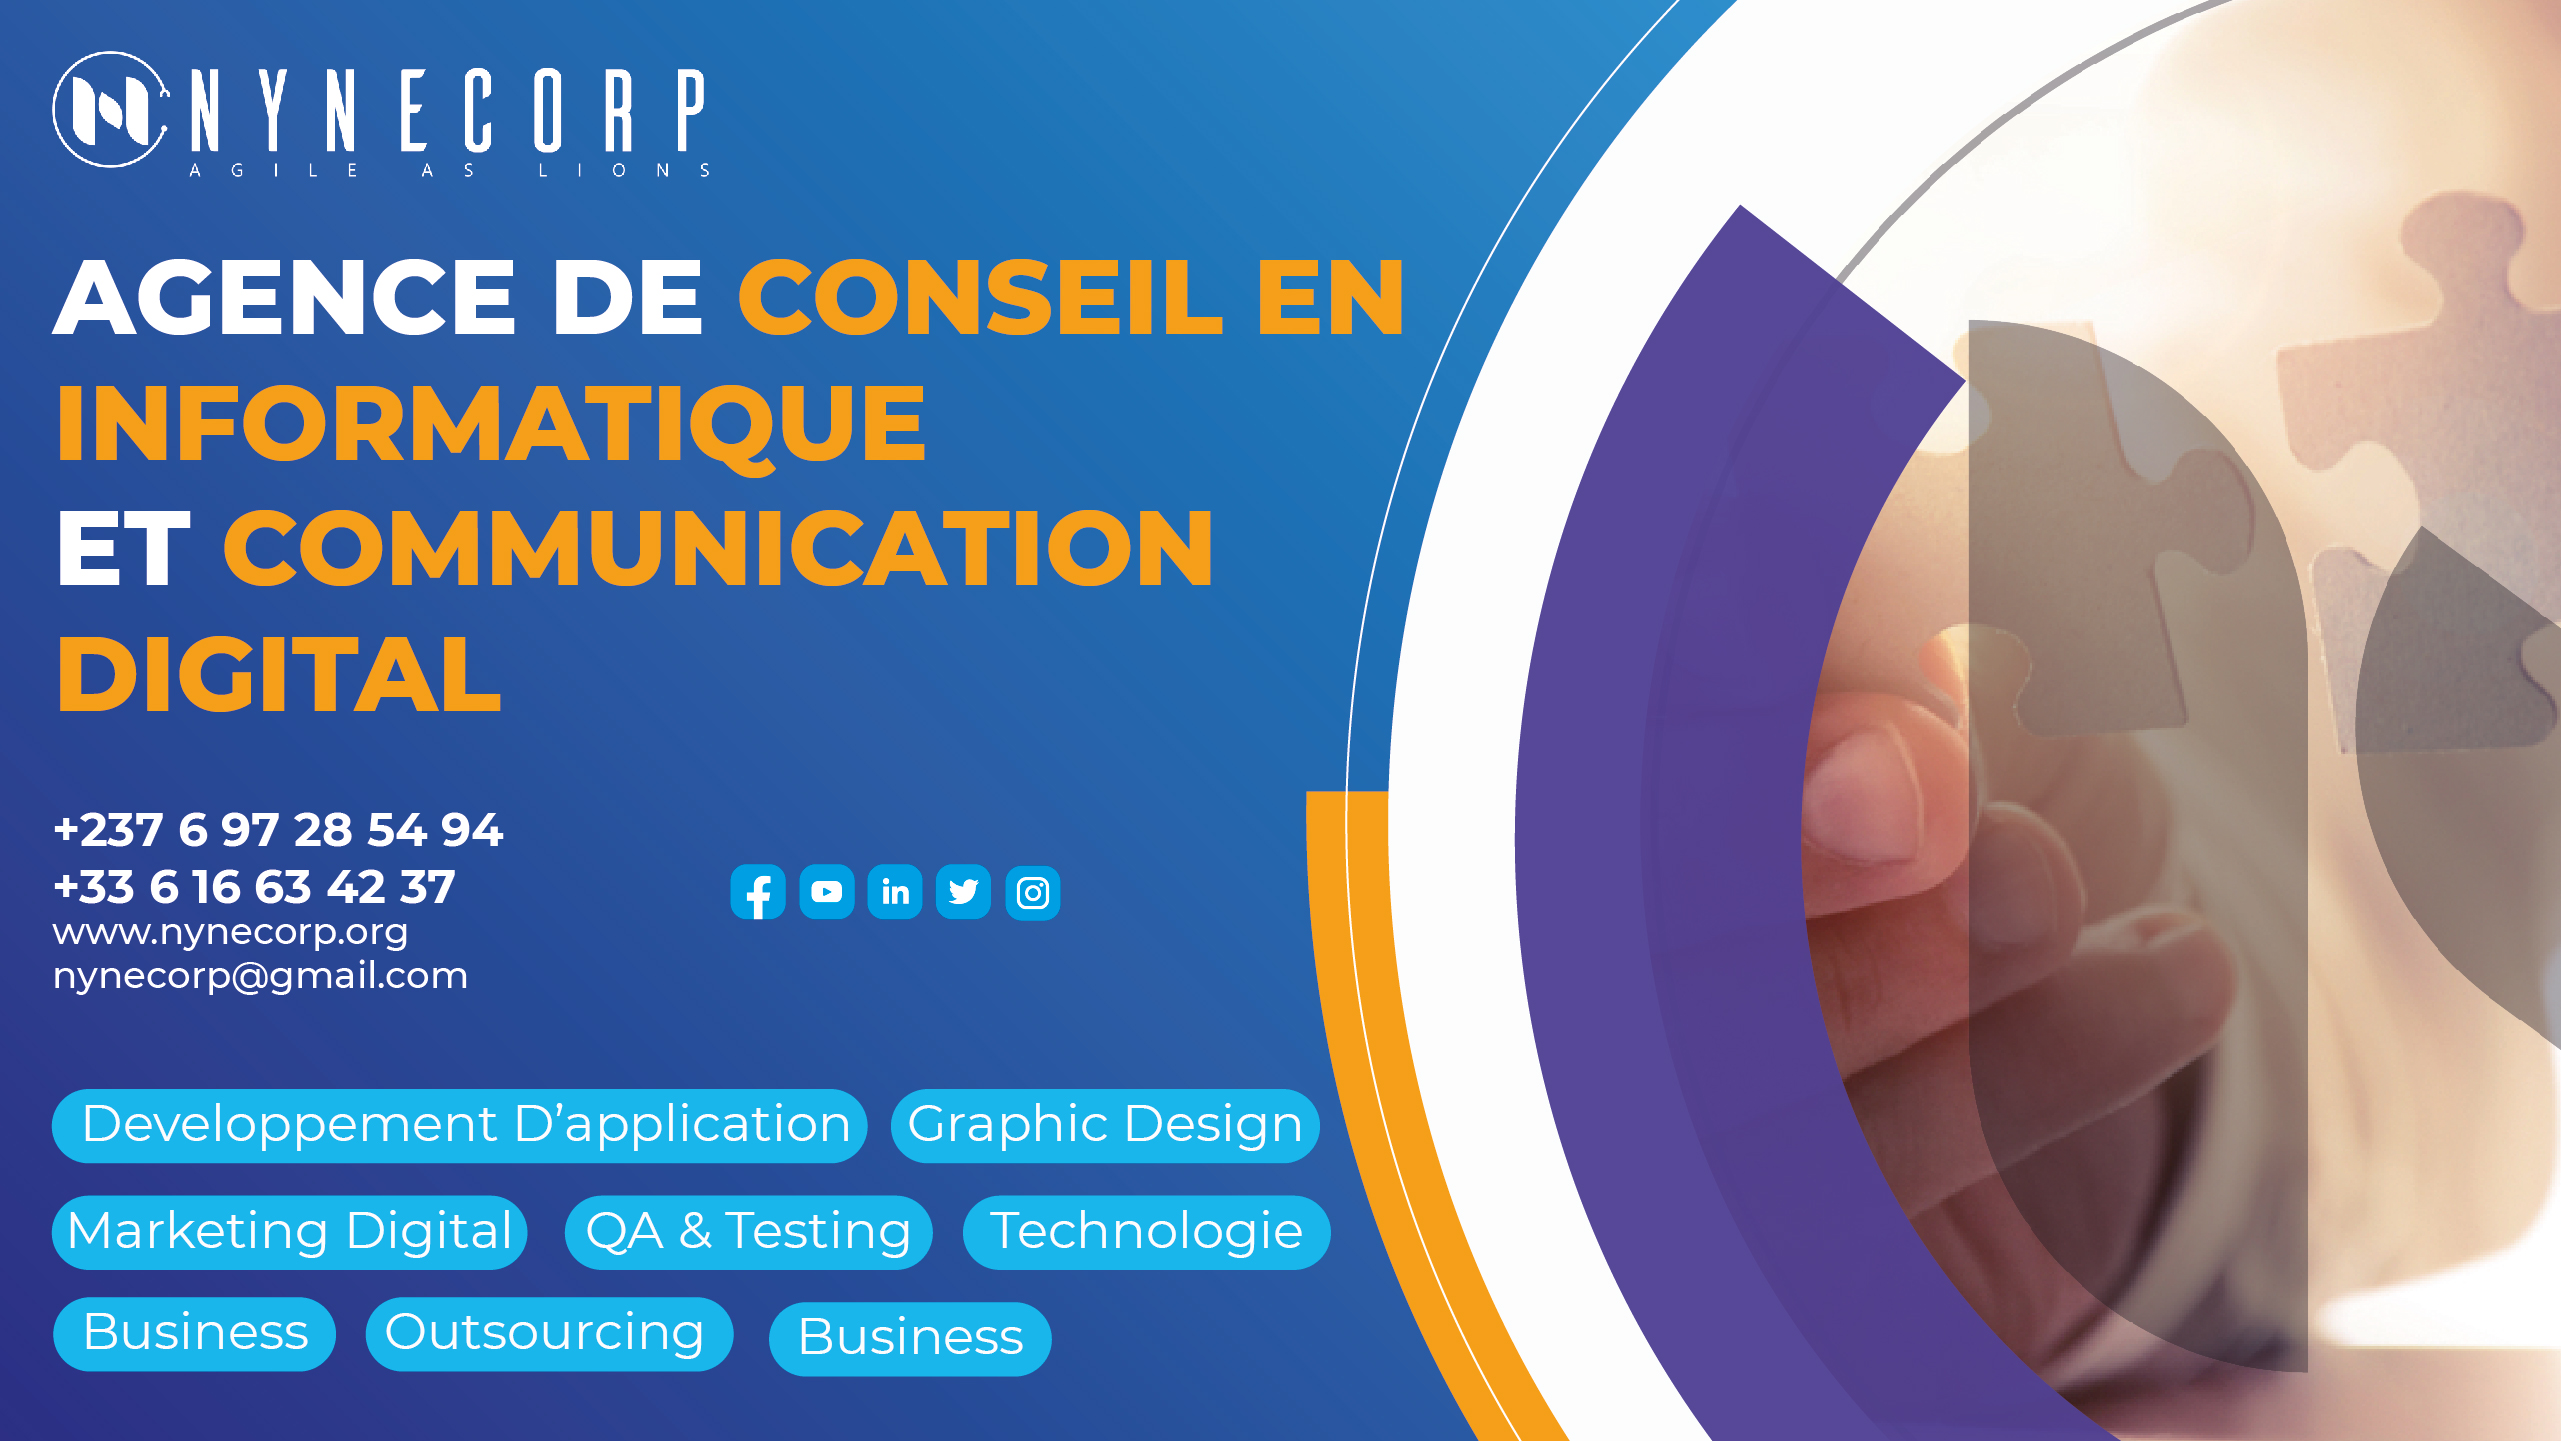 NYNECORP
AGILE AS LIONS
AGENCE DE CONSEIL EN
INFORMATIQUE
ET COMMUNICATION
DIGITAL
+237 6 97 28 54 94
+33 6 16 63 42 37
www.nynecorp.org
nynecorp@gmail.com
Developpement D’application
Graphic Design
Marketing Digital
QA & Testing
Technologie
Business
Outsourcing
Business